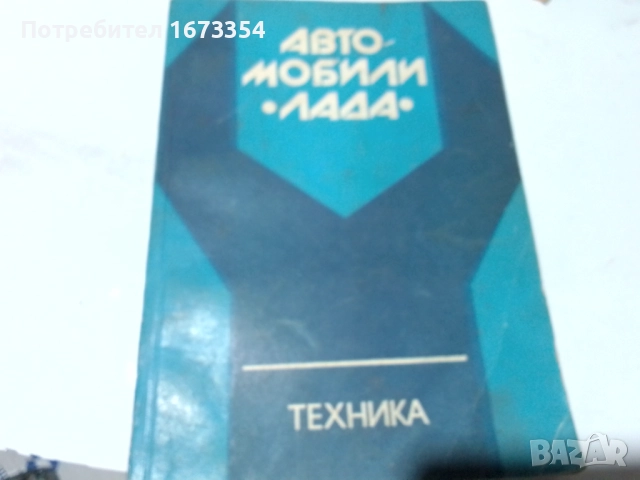 Потребител 1673354
АВТО-
МОБИЛИ
•ЛАДА•
ТЕХНИКА
BAZAR